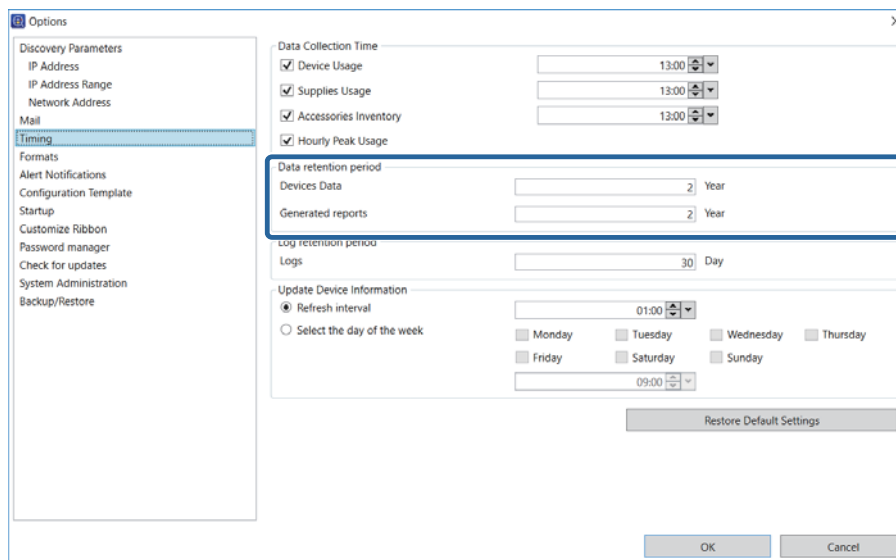 Options
Discovery Parameters
IP Address
IP Address Range
Network Address
Mail
Timing
Formats
Alert Notifications
Configuration Template
Startup
Customize Ribbon
Password manager
Check for updates
System Administration
Backup/Restore
Data Collection Time
Device Usage 13:00
Supplies Usage 13:00
Accessories Inventory 13:00
Hourly Peak Usage
Data retention period
Devices Data 2 Year
Generated reports 2 Year
Log retention period
Logs 30 Day
Update Device Information
Refresh interval 01:00
Select the day of the week
Monday Tuesday Wednesday Thursday
Friday Saturday Sunday
09:00
Restore Default Settings
OK Cancel